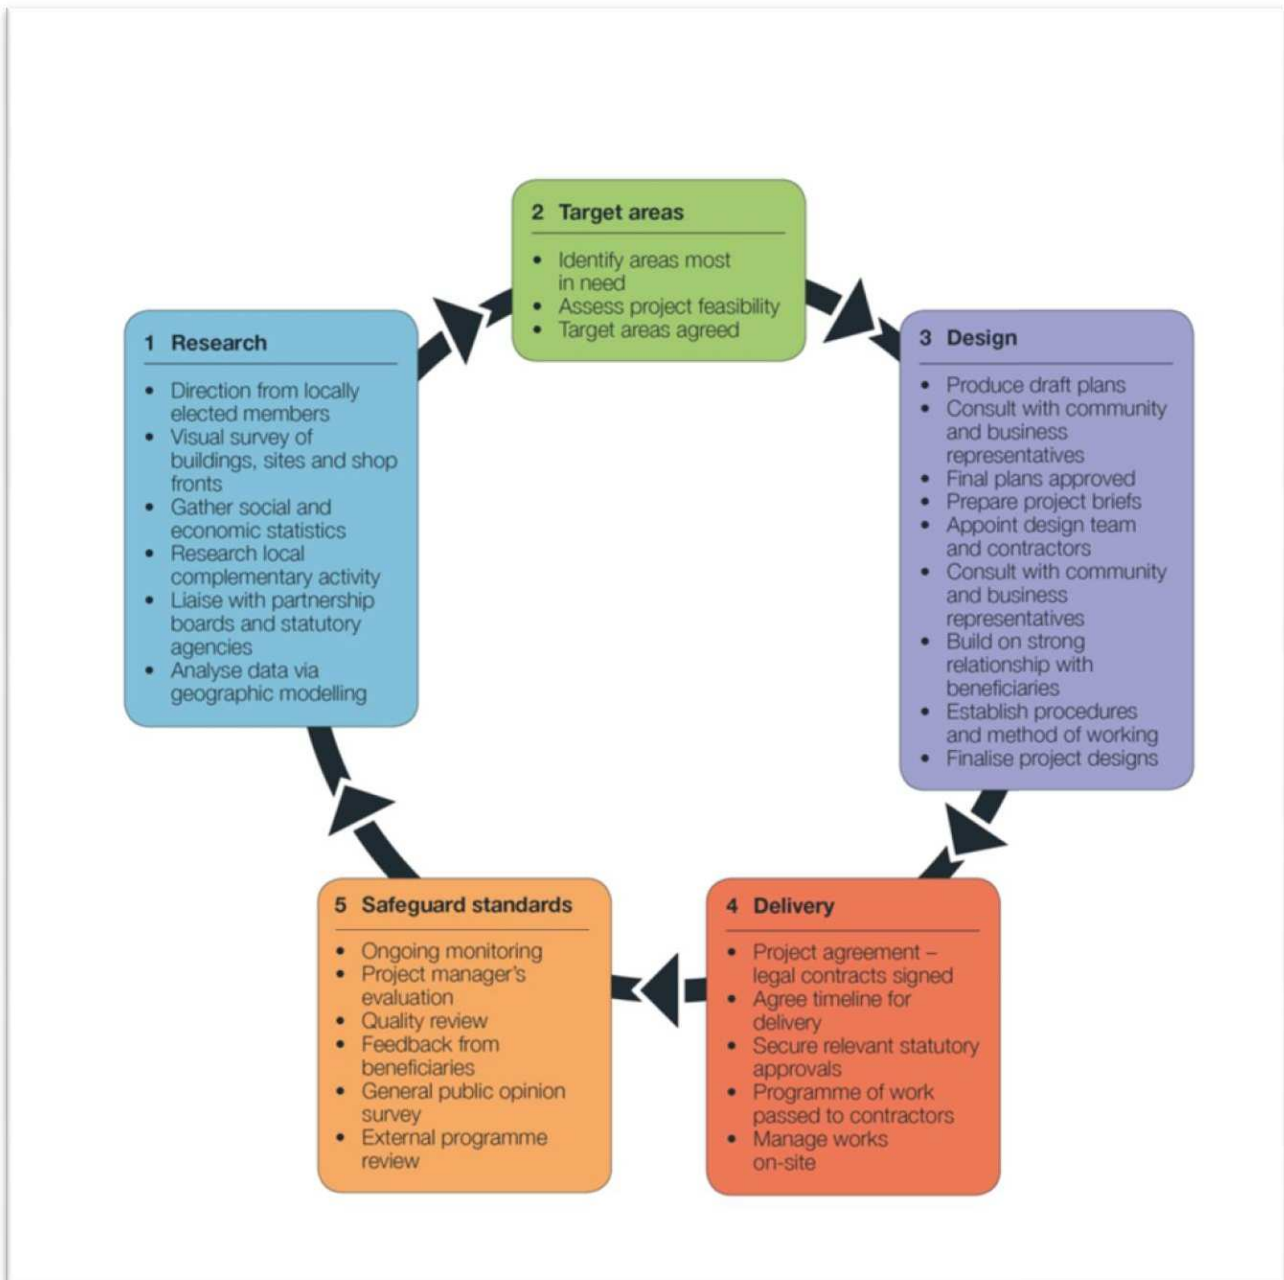 1 Research
• Direction from locally
elected members
• Visual survey of
buildings, sites and shop
fronts
• Gather social and
economic statistics
• Research local
complementary activity
• Liaise with partnership
boards and statutory
agencies
• Analyse data via
geographic modelling
2 Target areas
• Identify areas most
in need
• Assess project feasibility
• Target areas agreed
3 Design
• Produce draft plans
• Consult with community
and business
representatives
• Final plans approved
• Prepare project briefs
• Appoint design team
and contractors
• Consult with community
and business
representatives
• Build on strong
relationship with
beneficiaries
• Establish procedures
and method of working
• Finalise project designs
4 Delivery
• Project agreement –
legal contracts signed
• Agree timeline for
delivery
• Secure relevant statutory
approvals
• Programme of work
passed to contractors
• Manage works
on-site
5 Safeguard standards
• Ongoing monitoring
• Project manager's
evaluation
• Quality review
• Feedback from
beneficiaries
• General public opinion
survey
• External programme
review